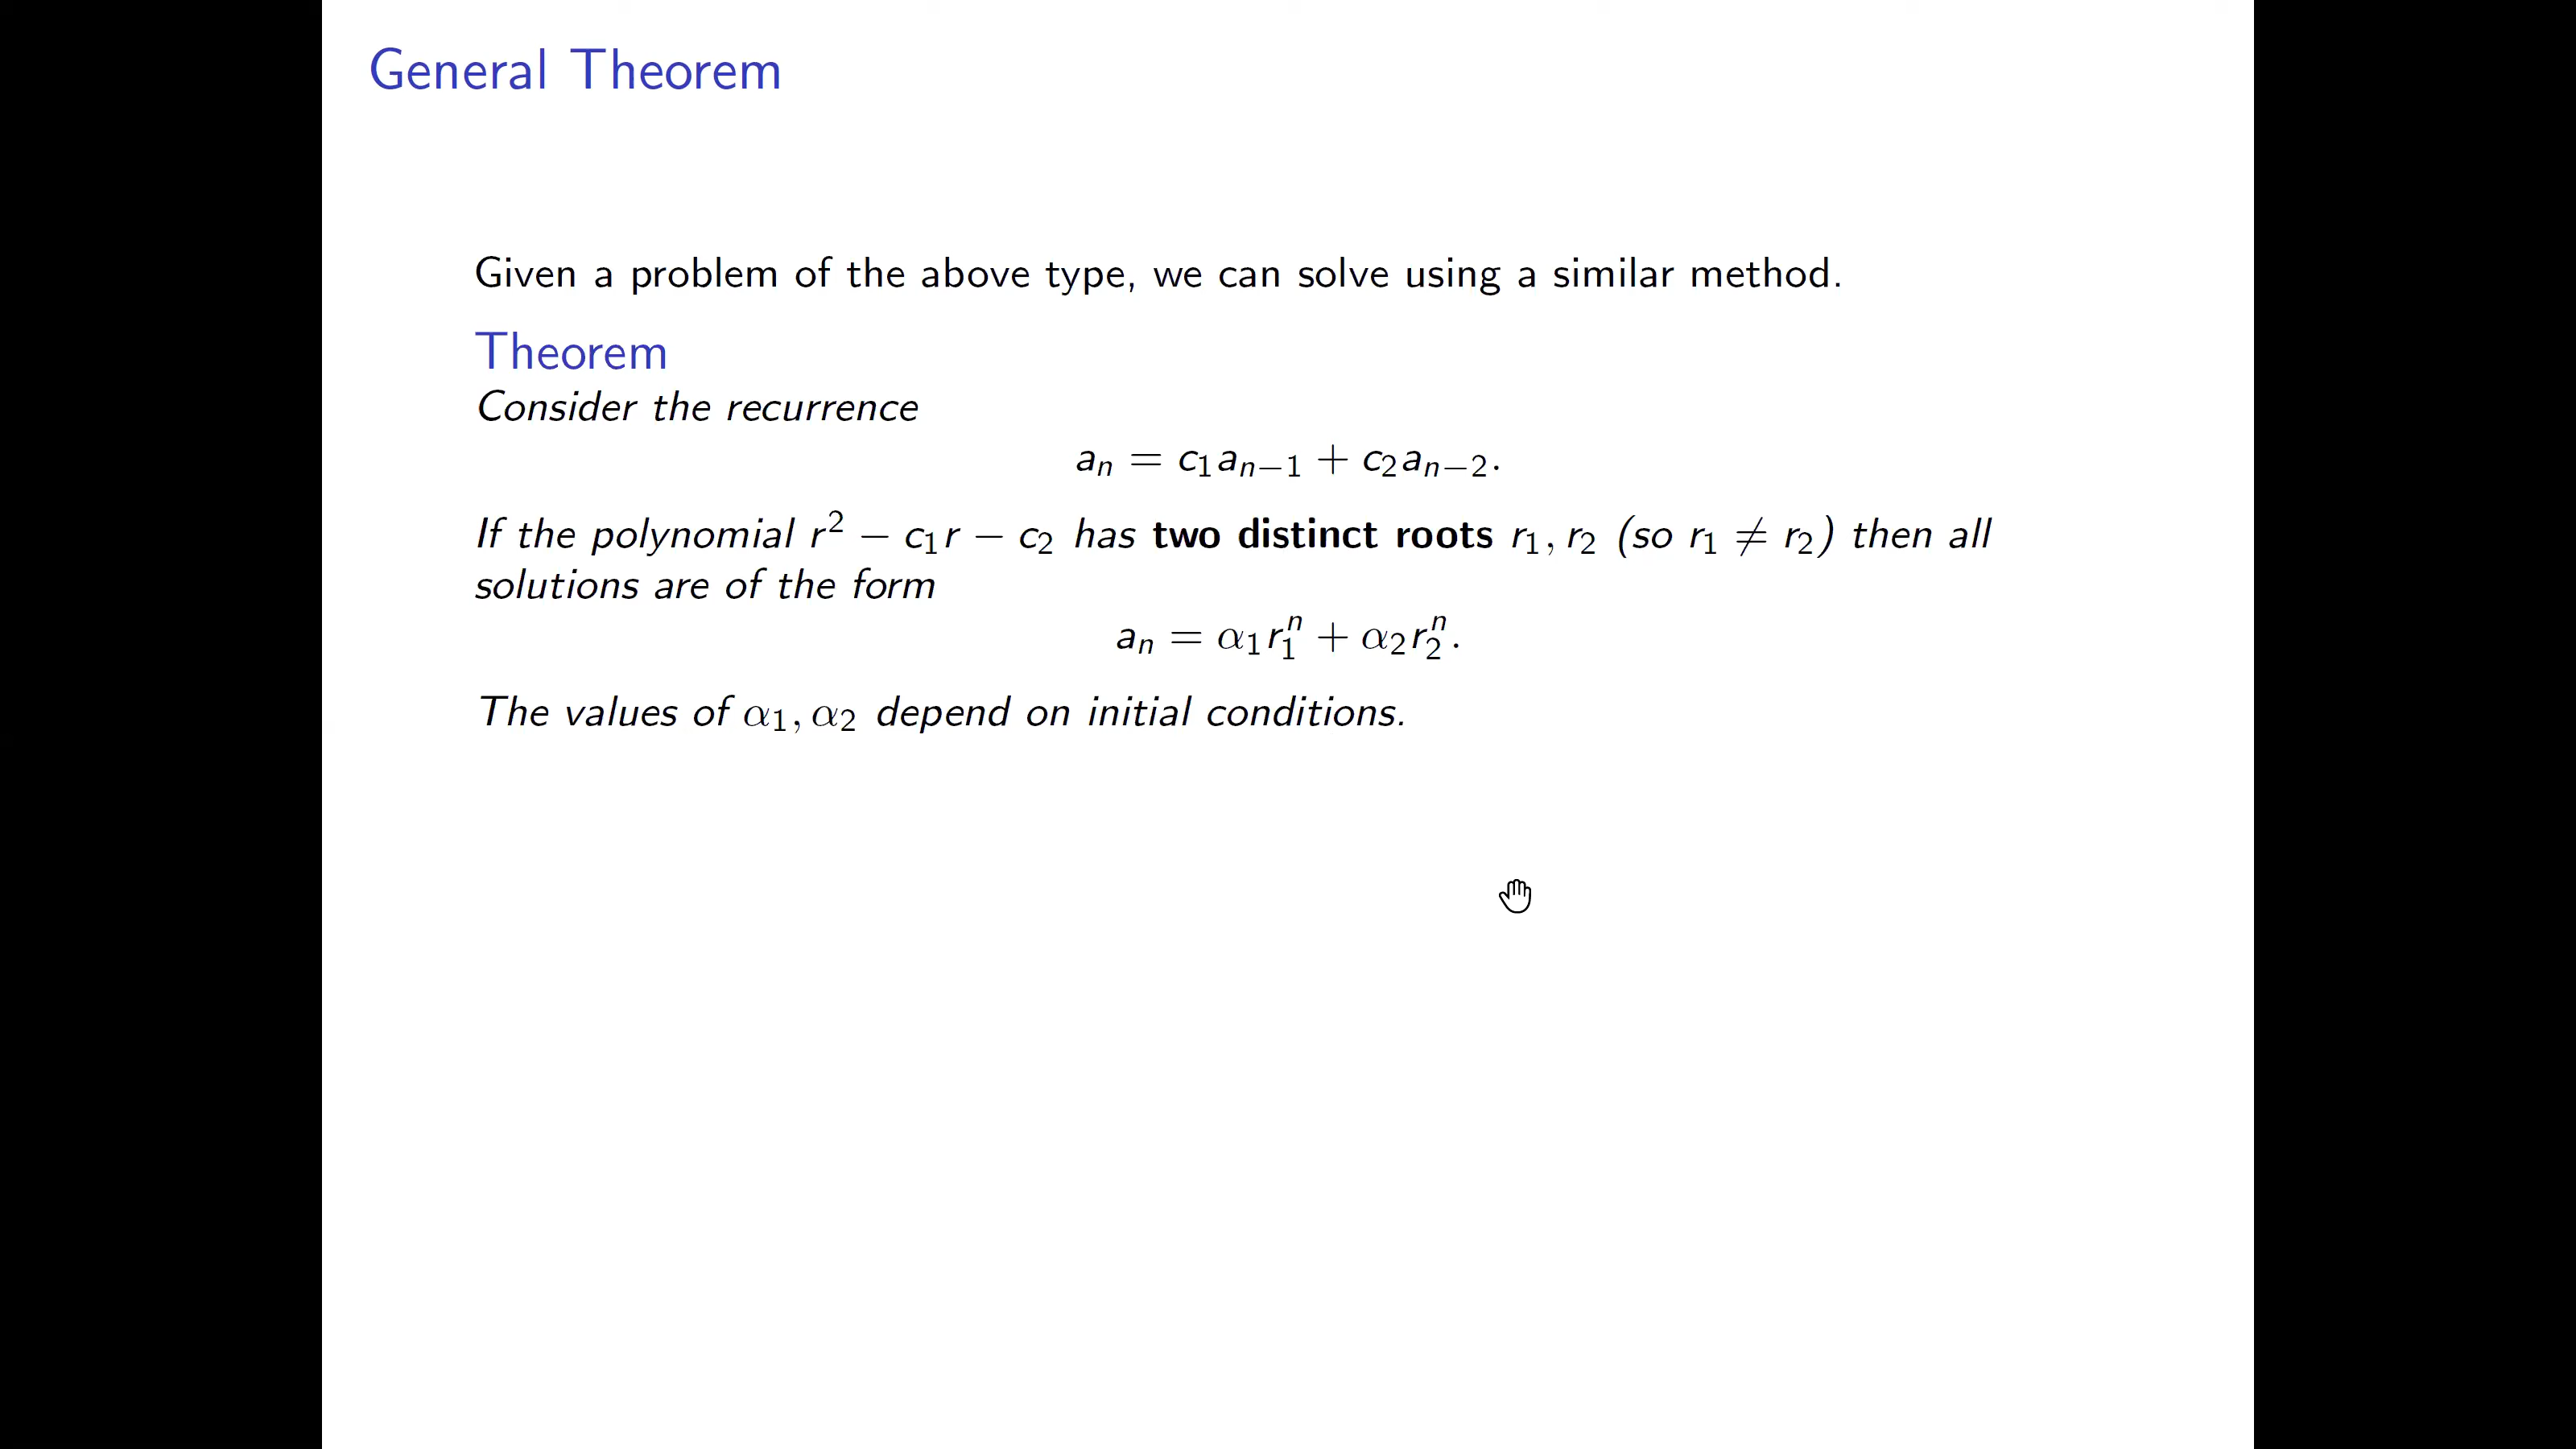 General Theorem
Given a problem of the above type, we can solve using a similar method.
Theorem
Consider the recurrence
aₙ = c₁aₙ₋₁ + c₂aₙ₋₂.
If the polynomial r² − c₁r − c₂ has two distinct roots r₁, r₂ (so r₁ ≠ r₂) then all
solutions are of the form
aₙ = α₁r₁ⁿ + α₂r₂ⁿ.
The values of α₁, α₂ depend on initial conditions.